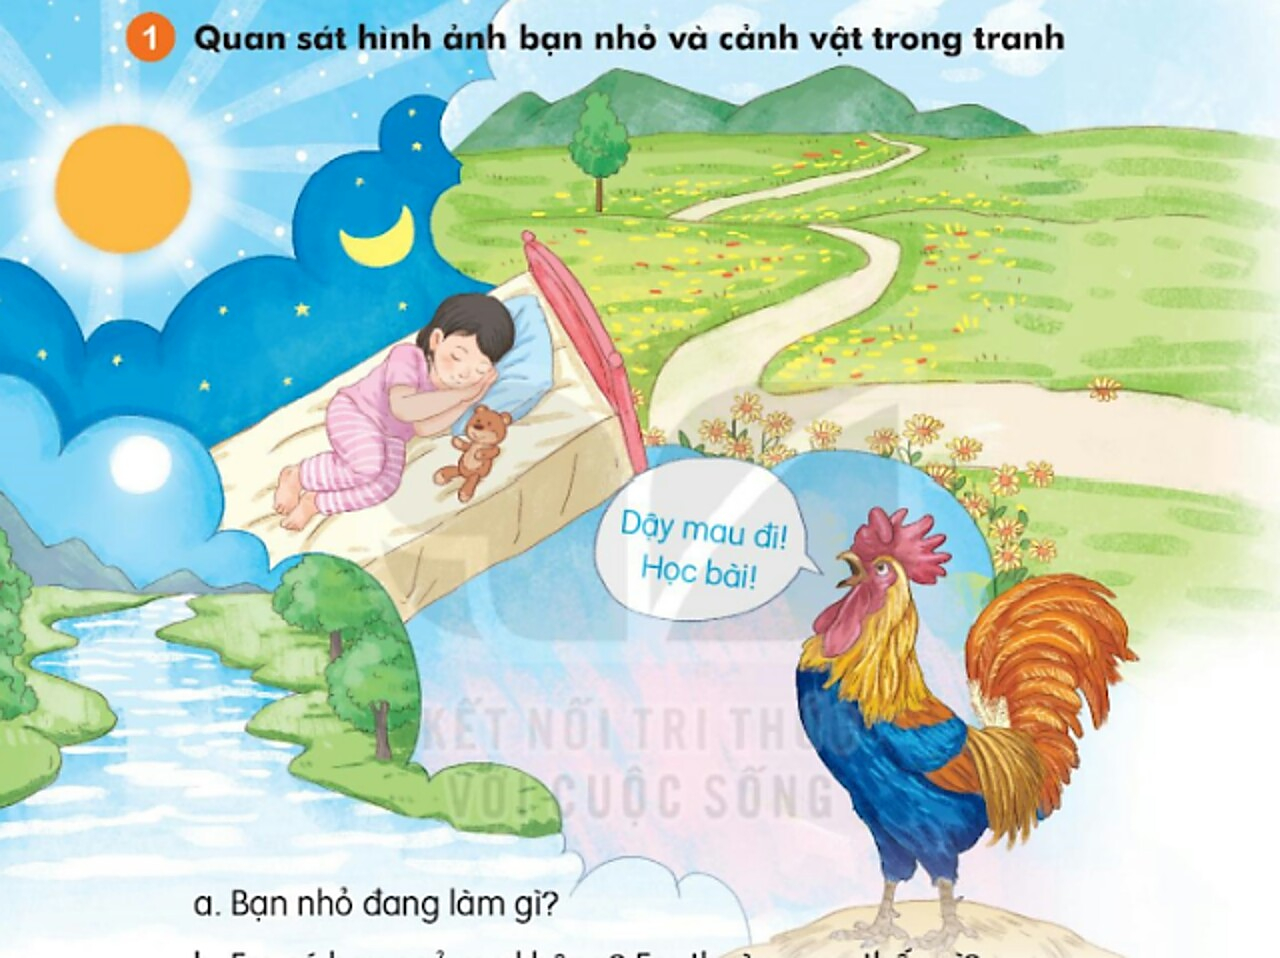 1 Quan sát hình ảnh bạn nhỏ và cảnh vật trong tranh
Dậy mau đi!
Học bài!
KẾT NỐI TRI THỨC
VỚI CUỘC SỐNG
a. Bạn nhỏ đang làm gì?